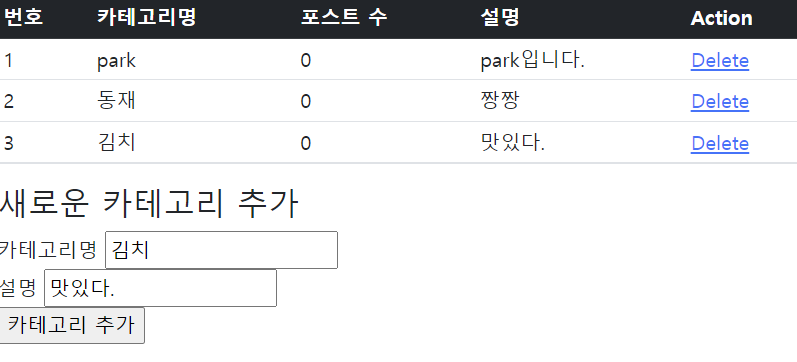 번호 카테고리명 포스트 수 설명 Action
1 park 0 park입니다. Delete
2 동재 0 짱짱 Delete
3 김치 0 맛있다. Delete
새로운 카테고리 추가
카테고리명 김치
설명 맛있다.
카테고리 추가